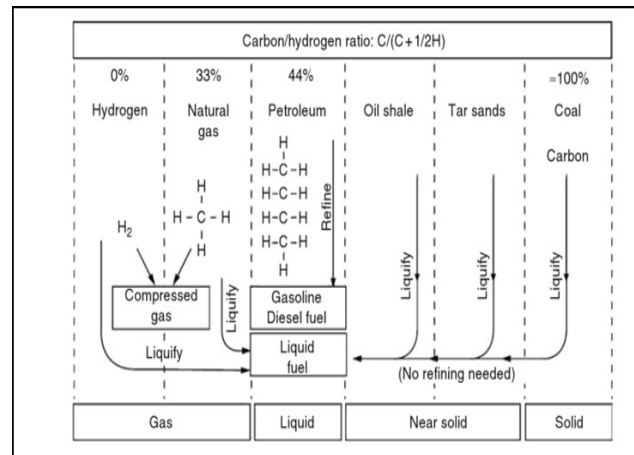 Carbon/hydrogen ratio: C/(C+1/2H)
0% 33% 44% =100%
Hydrogen Natural gas Petroleum Oil shale Tar sands Coal
Carbon
H
H
H-C-H
H-C-H
H-C-H
H-C-H
H
H
H-C-H
H
H2
Refine
Liquify
Liquify
Liquify
Liquify
Compressed
gas
Gasoline
Diesel fuel
Liquify
Liquid
fuel
(No refining needed)
Gas Liquid Near solid Solid